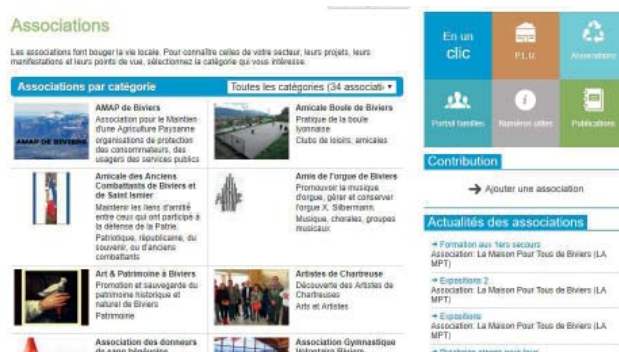 Associations
Les associations font bouger la vie locale. Pour connaître celles de votre secteur, leurs projets, leurs
manifestations et leurs points de vue, sélectionnez la catégorie qui vous intéresse.
Associations par catégorie
Toutes les catégories (34 associati
AMAP de Biviers
Association pour le Maintien
d'une Agriculture Paysanne
organisations de protection
des consommateurs, des
usagers des services publics
AMAP DE BIVIERS
Amicale Boule de Biviers
Pratique de la boule
lyonnaise
Clubs de loisirs, amicales
Amicale des Anciens
Combattants de Biviers et
de Saint Ismier
Maintenir les liens d'amitié
entre ceux qui ont participé à
la défense de la Patrie.
Patriotique, républicaine, du
souvenir, ou d'anciens
combattants
Amis de l'orgue de Biviers
Promouvoir la musique
d'orgue, gérer et conserver
l'orgue X. Silbermann.
Musique, chorales, groupes
musicaux
Art & Patrimoine à Biviers
Promotion et sauvegarde du
patrimoine historique et
naturel de Biviers
Patrimoine
Artistes de Chartreuse
Découverte des Artistes de
Chartreuses
Arts et Artistes
Association des donneurs
de sang bénévoles
Association Gymnastique
Volontaire Biviers
En un
clic
P.L.U.
Associations
Portail familles
Numéros utiles
Publications
Contribution
Ajouter une association
Actualités des associations
Formation aux 1ers secours
Association: La Maison Pour Tous de Biviers (LA
MPT)
Expositions 2
Association: La Maison Pour Tous de Biviers (LA
MPT)
Expositions
Association: La Maison Pour Tous de Biviers (LA
MPT)